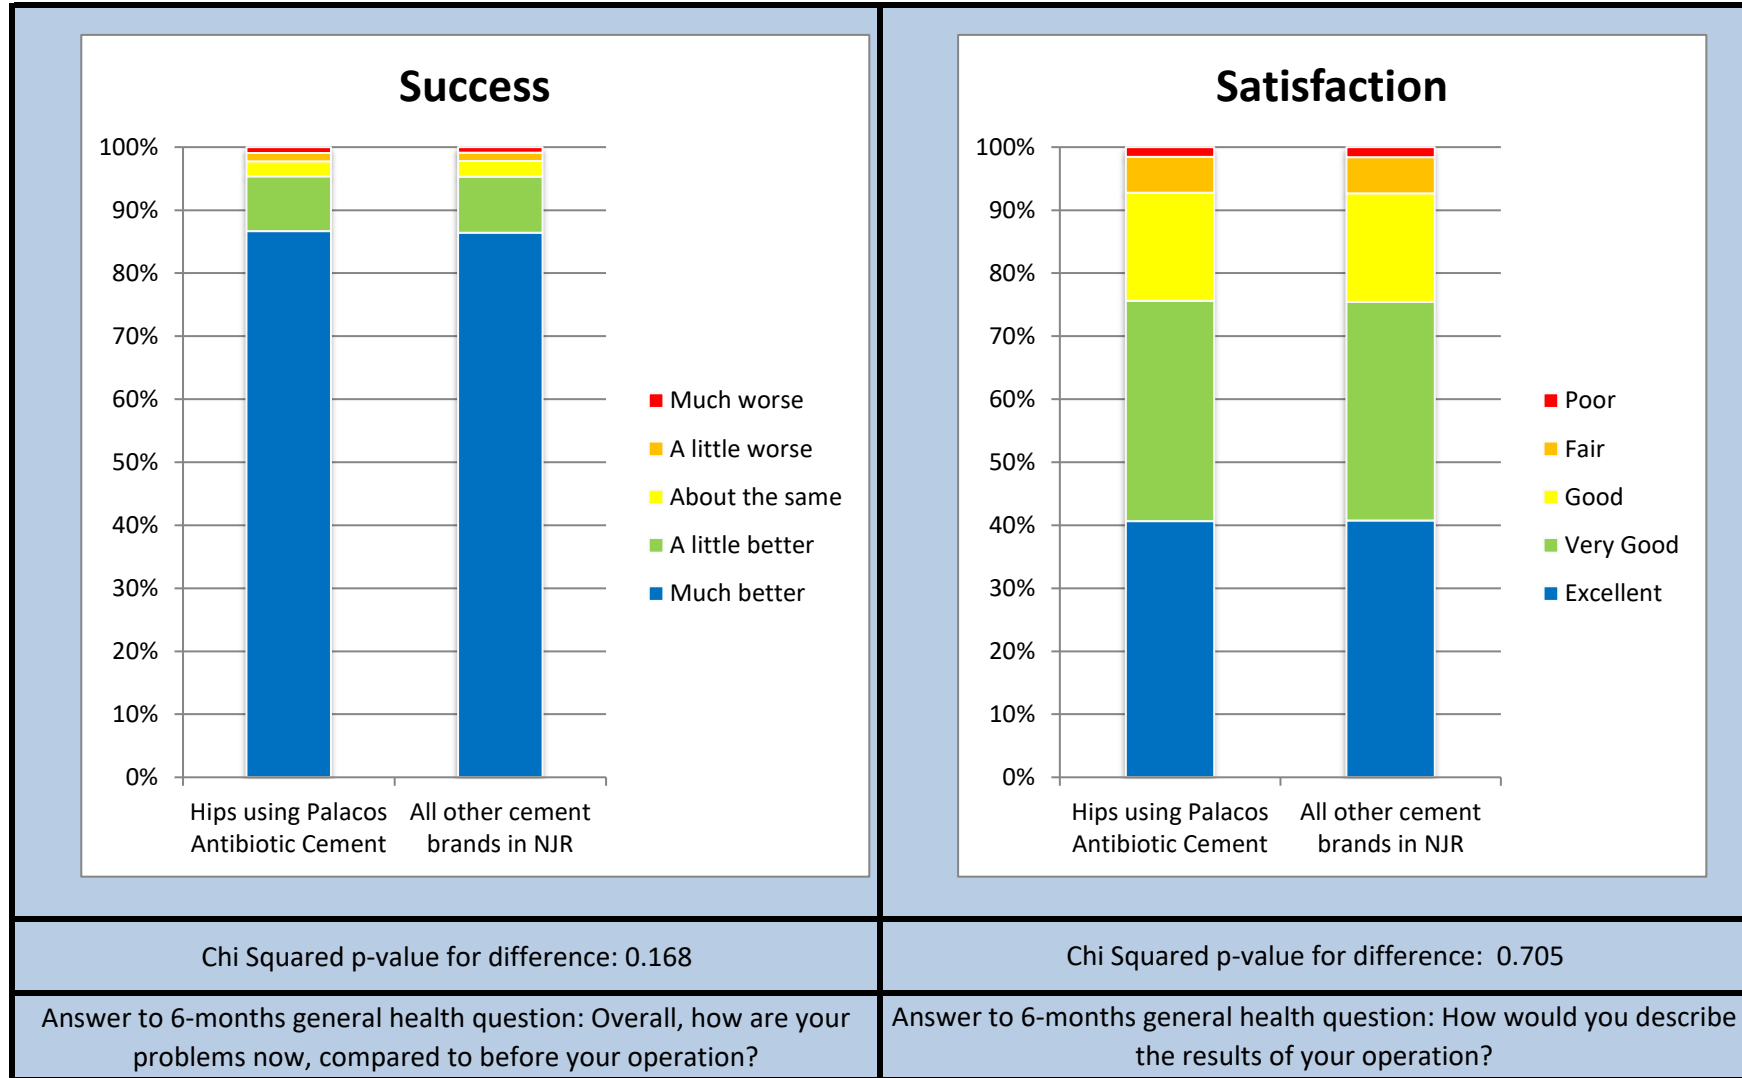 Success
100%
90%
80%
70%
60%
50%
40%
30%
20%
10%
0%
Much worse
A little worse
About the same
A little better
Much better
Hips using Palacos
Antibiotic Cement
All other cement
brands in NJR
Satisfaction
100%
90%
80%
70%
60%
50%
40%
30%
20%
10%
0%
Poor
Fair
Good
Very Good
Excellent
Hips using Palacos
Antibiotic Cement
All other cement
brands in NJR
Chi Squared p-value for difference: 0.168
Chi Squared p-value for difference:  0.705
Answer to 6-months general health question: Overall, how are your
problems now, compared to before your operation?
Answer to 6-months general health question: How would you describe
the results of your operation?